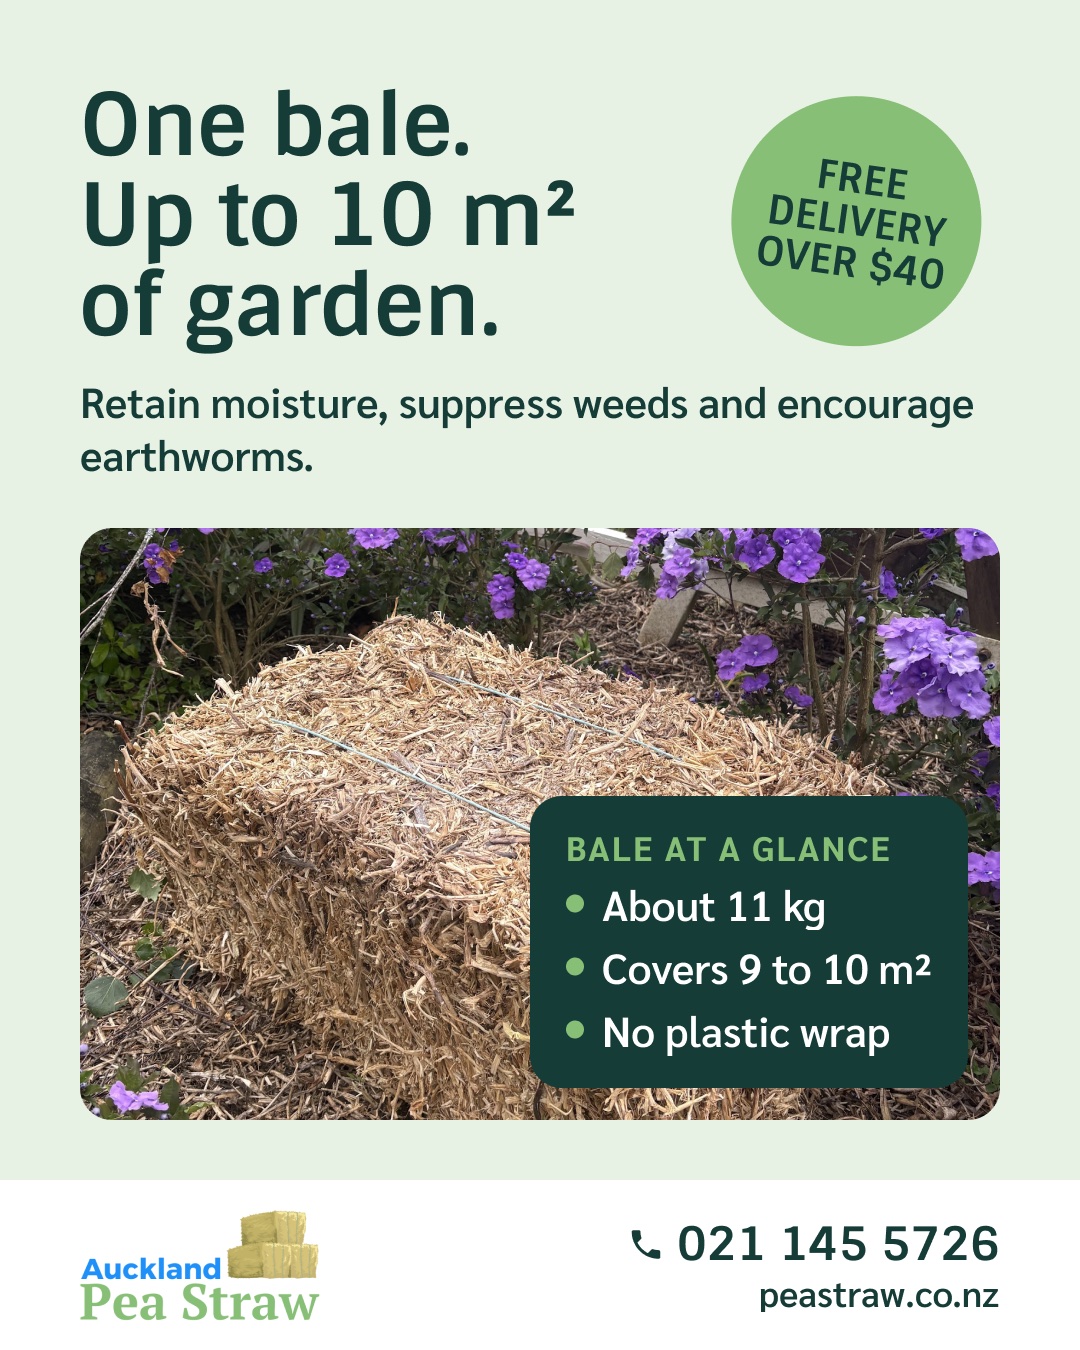 One bale.
Up to 10 m²
of garden.
FREE
DELIVERY
OVER $40
Retain moisture, suppress weeds and encourage
earthworms.
BALE AT A GLANCE
About 11 kg
Covers 9 to 10 m²
No plastic wrap
Auckland
Pea Straw
021 145 5726
peastraw.co.nz